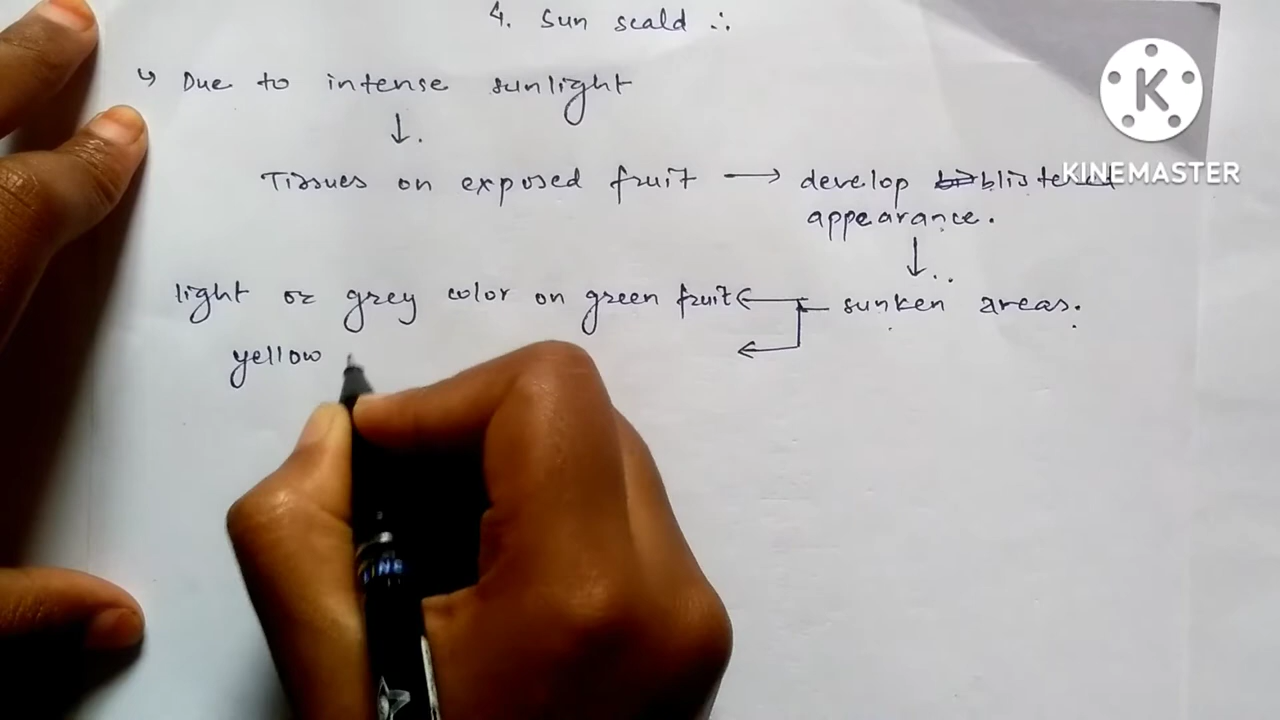 4. Sun scald :.
↳ Due to intense sunlight
↓.
Tissues on exposed fruit → develop blistered
appearance.
↓..
light or grey color on green fruit ← sunken areas.
yellow
K
KINEMASTER
LINE